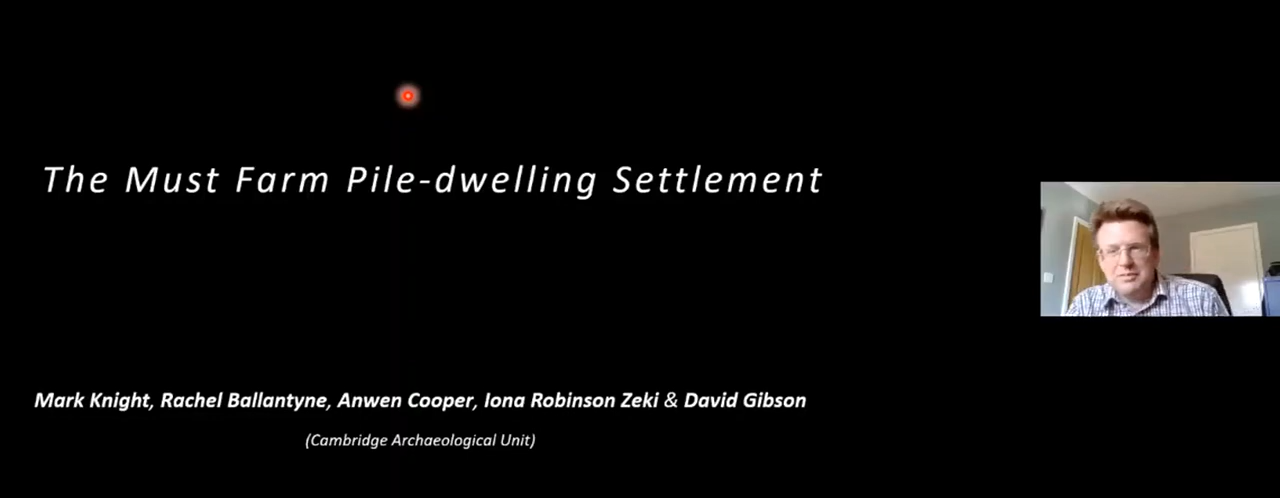 The Must Farm Pile-dwelling Settlement
Mark Knight, Rachel Ballantyne, Anwen Cooper, Iona Robinson Zeki & David Gibson
(Cambridge Archaeological Unit)